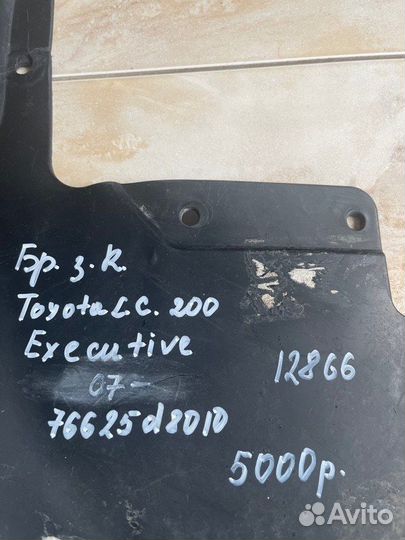 Бр. з. к.
Toyota L C. 200
Executive
07-
76625d8010
12866
5000р.
Avito